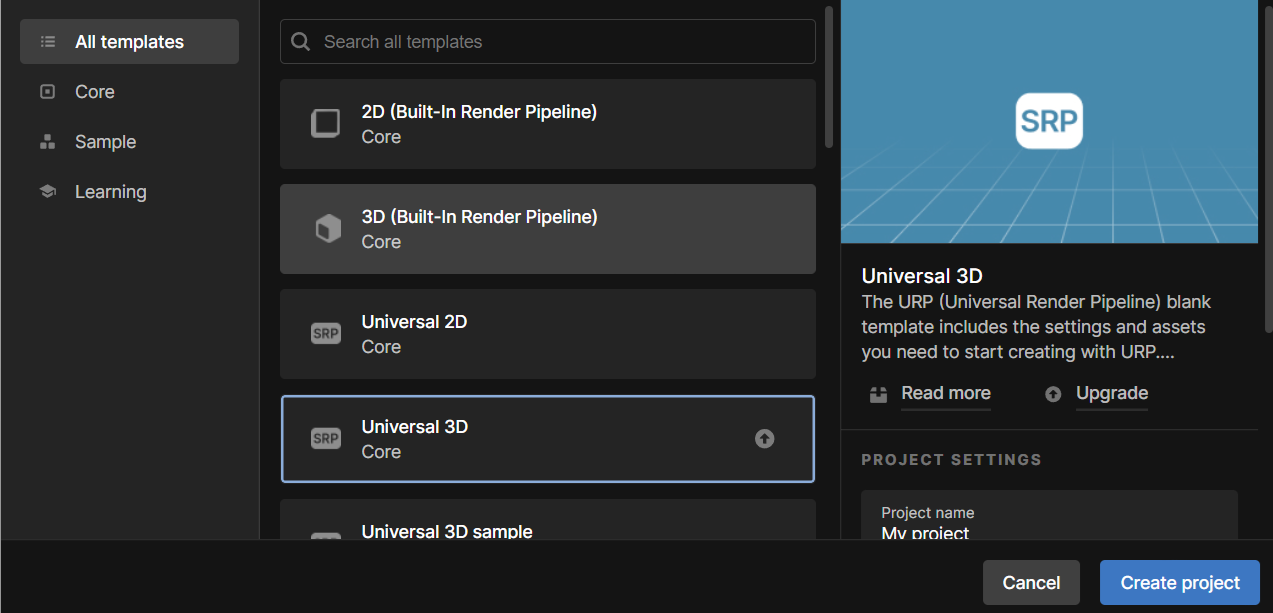 All templates
Core
Sample
Learning
Search all templates
2D (Built-In Render Pipeline)
Core
3D (Built-In Render Pipeline)
Core
SRP
Universal 2D
Core
SRP
Universal 3D
Core
Universal 3D sample
SRP
Universal 3D
The URP (Universal Render Pipeline) blank
template includes the settings and assets
you need to start creating with URP....
Read more
Upgrade
PROJECT SETTINGS
Project name
My project
Cancel
Create project